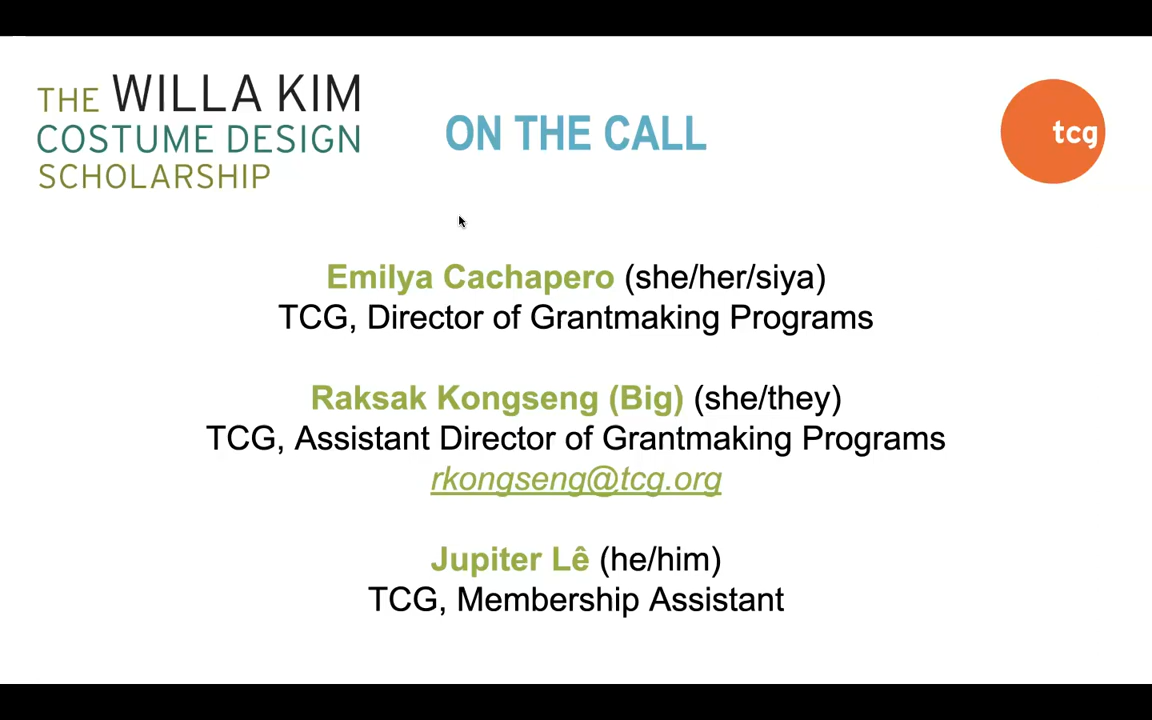 THE WILLA KIM
COSTUME DESIGN
SCHOLARSHIP
ON THE CALL
tcg
Emilya Cachapero (she/her/siya)
TCG, Director of Grantmaking Programs
Raksak Kongseng (Big) (she/they)
TCG, Assistant Director of Grantmaking Programs
rkongseng@tcg.org
Jupiter Lê (he/him)
TCG, Membership Assistant